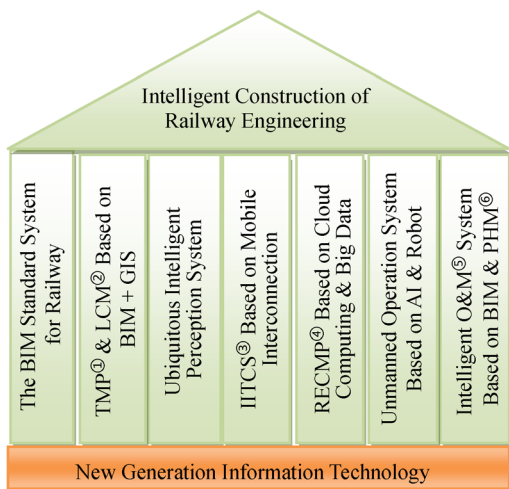 Intelligent Construction of
Railway Engineering
The BIM Standard System
for Railway
TMP① & LCM② Based on
BIM + GIS
Ubiquitous Intelligent
Perception System
IITCS③ Based on Mobile
Interconnection
RECMP④ Based on Cloud
Computing & Big Data
Unmanned Operation System
Based on AI & Robot
Intelligent O&M⑤ System
Based on BIM & PHM⑥
New Generation Information Technology